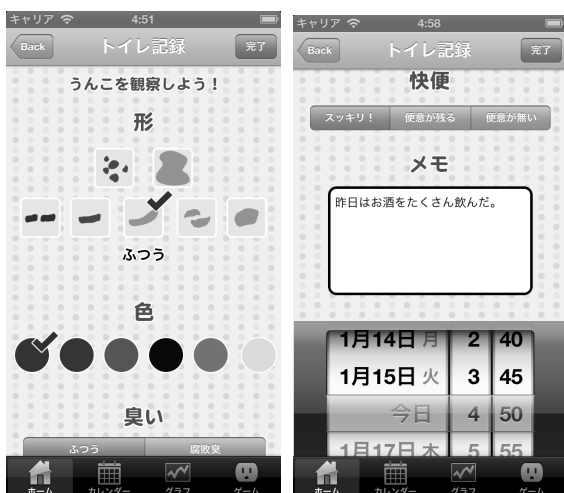 キャリア 4:51
Back トイレ記録 完了
うんこを観察しよう！
形
ふつう
色
臭い
ふつう 腐敗臭
ホーム カレンダー グラフ ゲーム
キャリア 4:58
Back トイレ記録 完了
快便
スッキリ！ 便意が残る 便意が無い
メモ
昨日はお酒をたくさん飲んだ。
1月14日 月 2 40
1月15日 火 3 45
今日 4 50
1月17日 木 5 55
ホーム カレンダー グラフ ゲーム